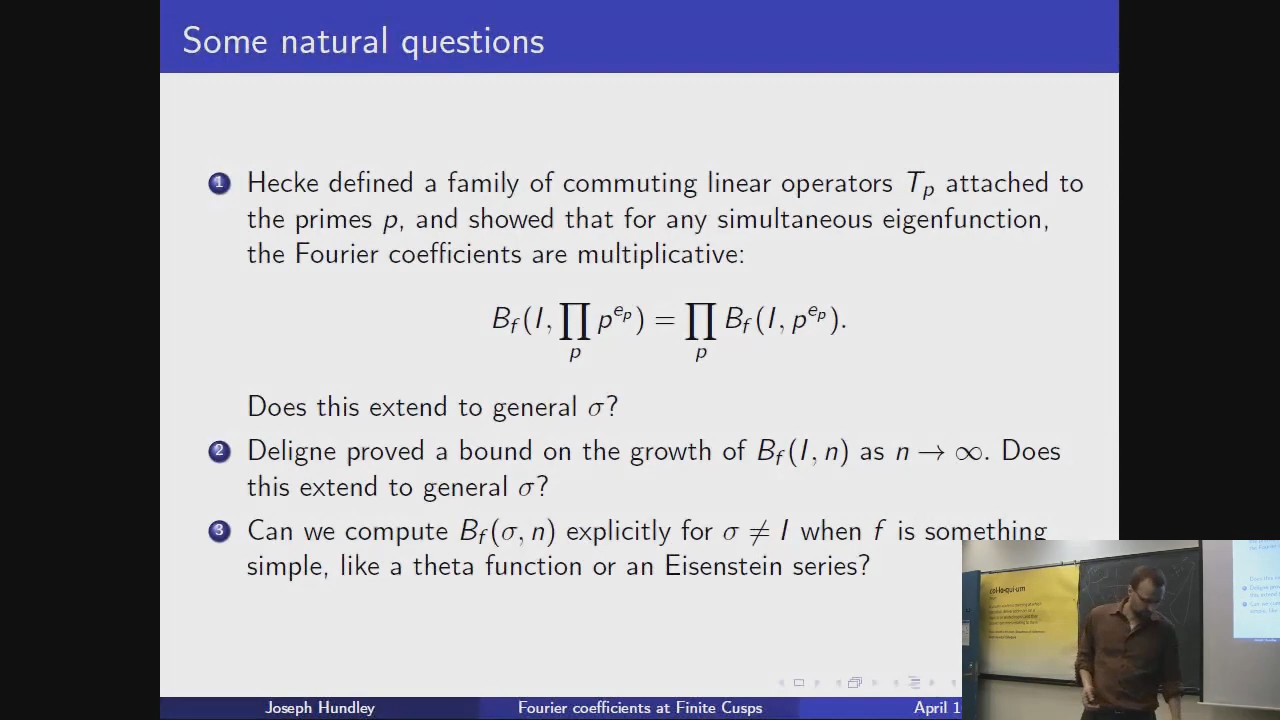 Some natural questions
1 Hecke defined a family of commuting linear operators T_p attached to
the primes p, and showed that for any simultaneous eigenfunction,
the Fourier coefficients are multiplicative:
B_f(I, ∏_p p^{e_p}) = ∏_p B_f(I, p^{e_p}).
Does this extend to general σ?
2 Deligne proved a bound on the growth of B_f(I, n) as n → ∞. Does
this extend to general σ?
3 Can we compute B_f(σ, n) explicitly for σ ≠ I when f is something
simple, like a theta function or an Eisenstein series?
col·lo·qui·um
Joseph Hundley
Fourier coefficients at Finite Cusps
April 1